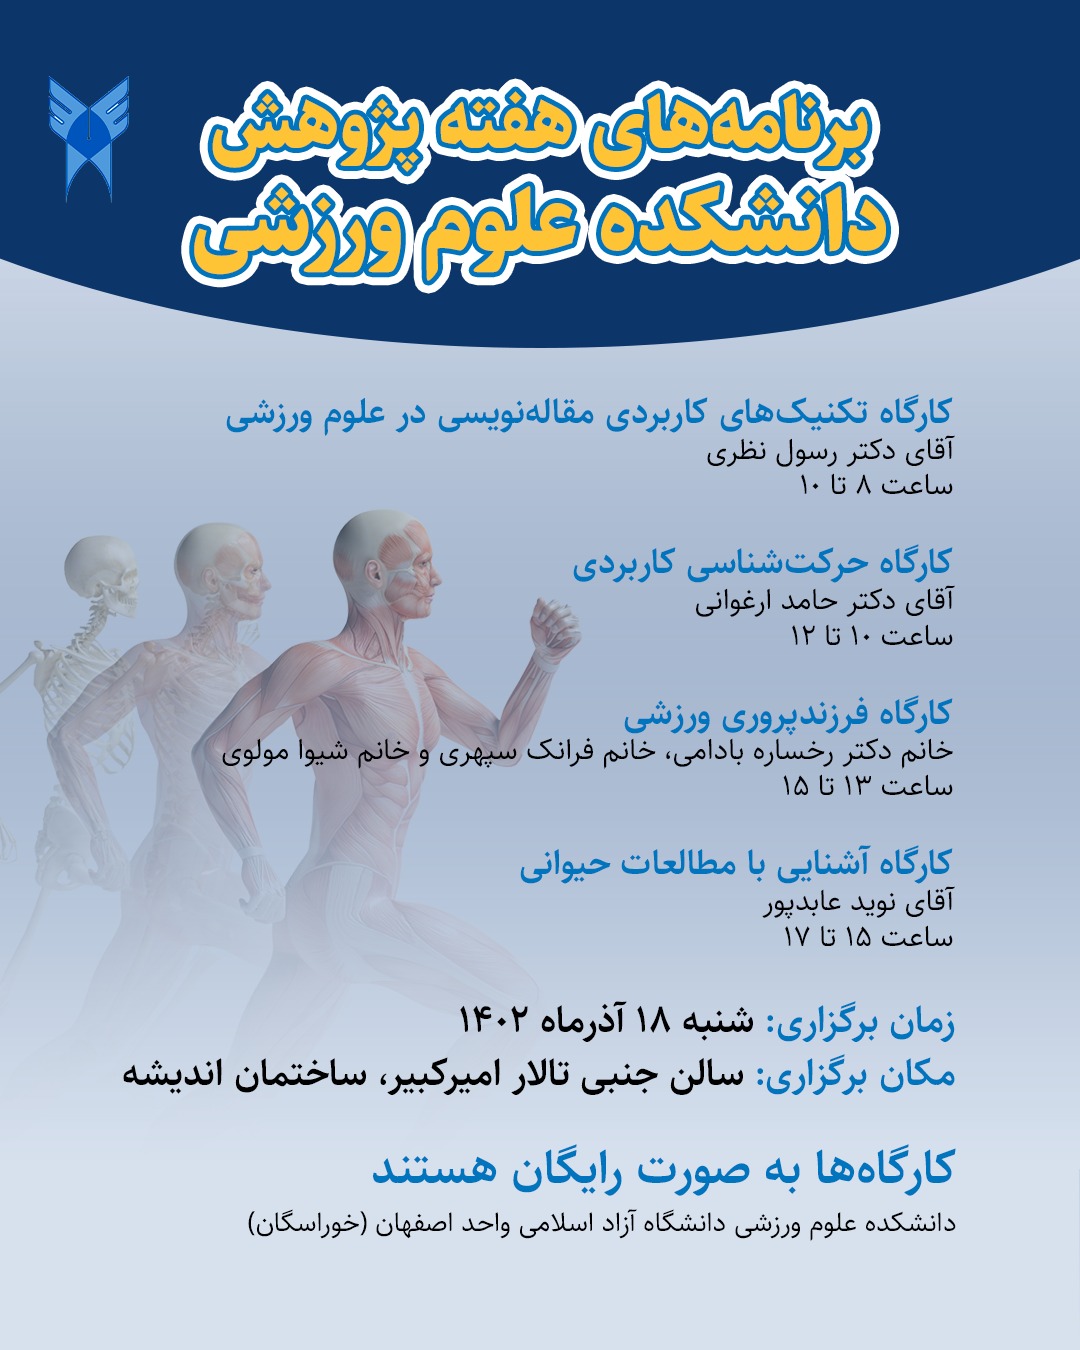 برنامه‌های هفته پژوهش
دانشکده علوم ورزشی
کارگاه تکنیک‌های کاربردی مقاله‌نویسی در علوم ورزشی
آقای دکتر رسول نظری
ساعت ۸ تا ۱۰
کارگاه حرکت‌شناسی کاربردی
آقای دکتر حامد ارغوانی
ساعت ۱۰ تا ۱۲
کارگاه فرزندپروری ورزشی
خانم دکتر رخساره بادامی، خانم فرانک سپهری و خانم شیوا مولوی
ساعت ۱۳ تا ۱۵
کارگاه آشنایی با مطالعات حیوانی
آقای نوید عابدپور
ساعت ۱۵ تا ۱۷
زمان برگزاری: شنبه ۱۸ آذرماه ۱۴۰۲
مکان برگزاری: سالن جنبی تالار امیرکبیر، ساختمان اندیشه
کارگاه‌ها به صورت رایگان هستند
دانشکده علوم ورزشی دانشگاه آزاد اسلامی واحد اصفهان (خوراسگان)